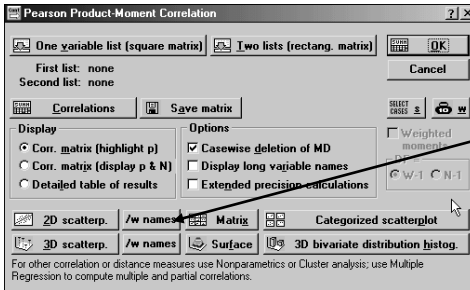 Pearson Product-Moment Correlation
One variable list (square matrix) Two lists (rectang. matrix) OK
First list: none
Second list: none
Cancel
Correlations Save matrix SELECT CASES S W
Display Options Weighted moments
Corr. matrix (highlight p) Casewise deletion of MD
Corr. matrix (display p & N) Display long variable names W-1 N-1
Detailed table of results Extended precision calculations
2D scatterp. /w names Matrix Categorized scatterplot
3D scatterp. /w names Surface 3D bivariate distribution histog.
For other correlation or distance measures use Nonparametrics or Cluster analysis; use Multiple
Regression to compute multiple and partial correlations.